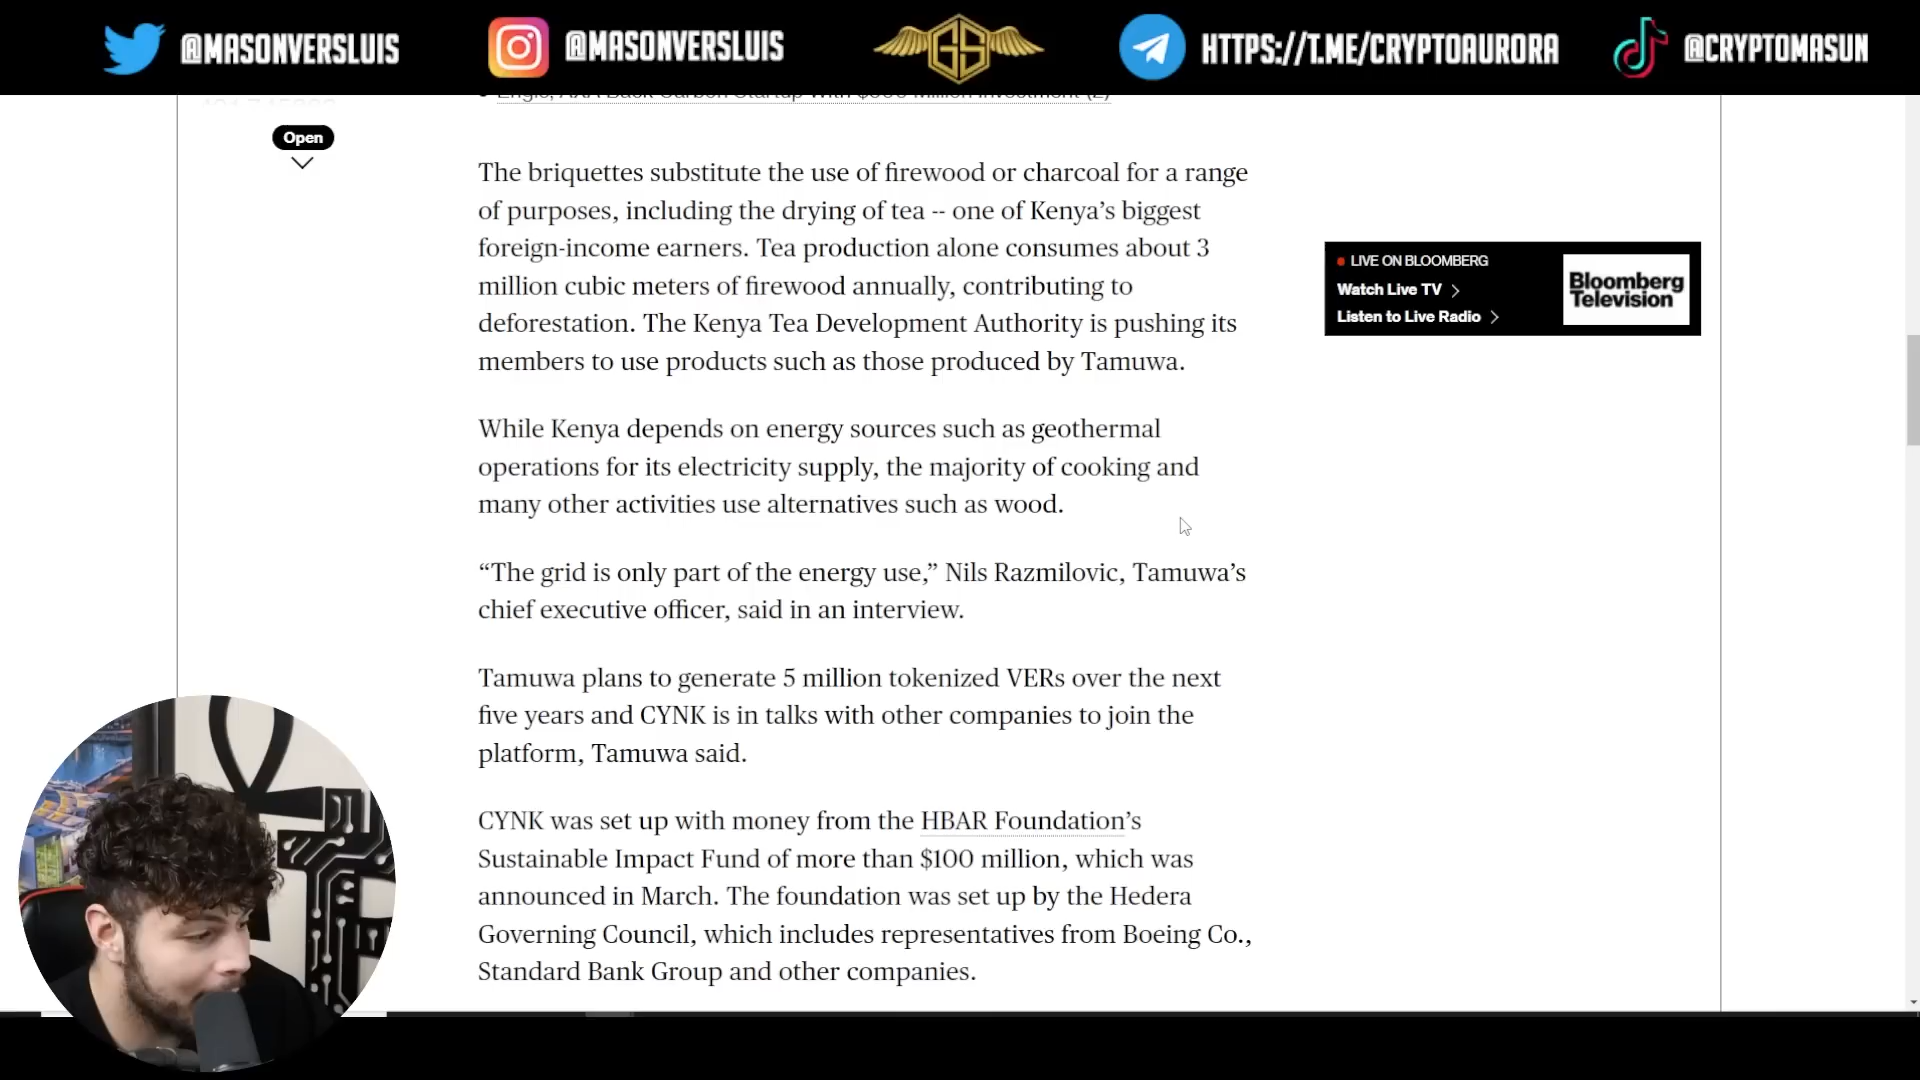 @MASONVERSLUIS
@MASONVERSLUIS
GS
HTTPS://T.ME/CRYPTOAURORA
@CRYPTOMASUN
Engie, AXA Back Carbon Startup With Million Investment (2)
Open
The briquettes substitute the use of firewood or charcoal for a range
of purposes, including the drying of tea -- one of Kenya’s biggest
foreign-income earners. Tea production alone consumes about 3
million cubic meters of firewood annually, contributing to
deforestation. The Kenya Tea Development Authority is pushing its
members to use products such as those produced by Tamuwa.
LIVE ON BLOOMBERG
Watch Live TV
Listen to Live Radio
Bloomberg
Television
While Kenya depends on energy sources such as geothermal
operations for its electricity supply, the majority of cooking and
many other activities use alternatives such as wood.
“The grid is only part of the energy use,” Nils Razmilovic, Tamuwa’s
chief executive officer, said in an interview.
Tamuwa plans to generate 5 million tokenized VERs over the next
five years and CYNK is in talks with other companies to join the
platform, Tamuwa said.
CYNK was set up with money from the HBAR Foundation’s
Sustainable Impact Fund of more than $100 million, which was
announced in March. The foundation was set up by the Hedera
Governing Council, which includes representatives from Boeing Co.,
Standard Bank Group and other companies.